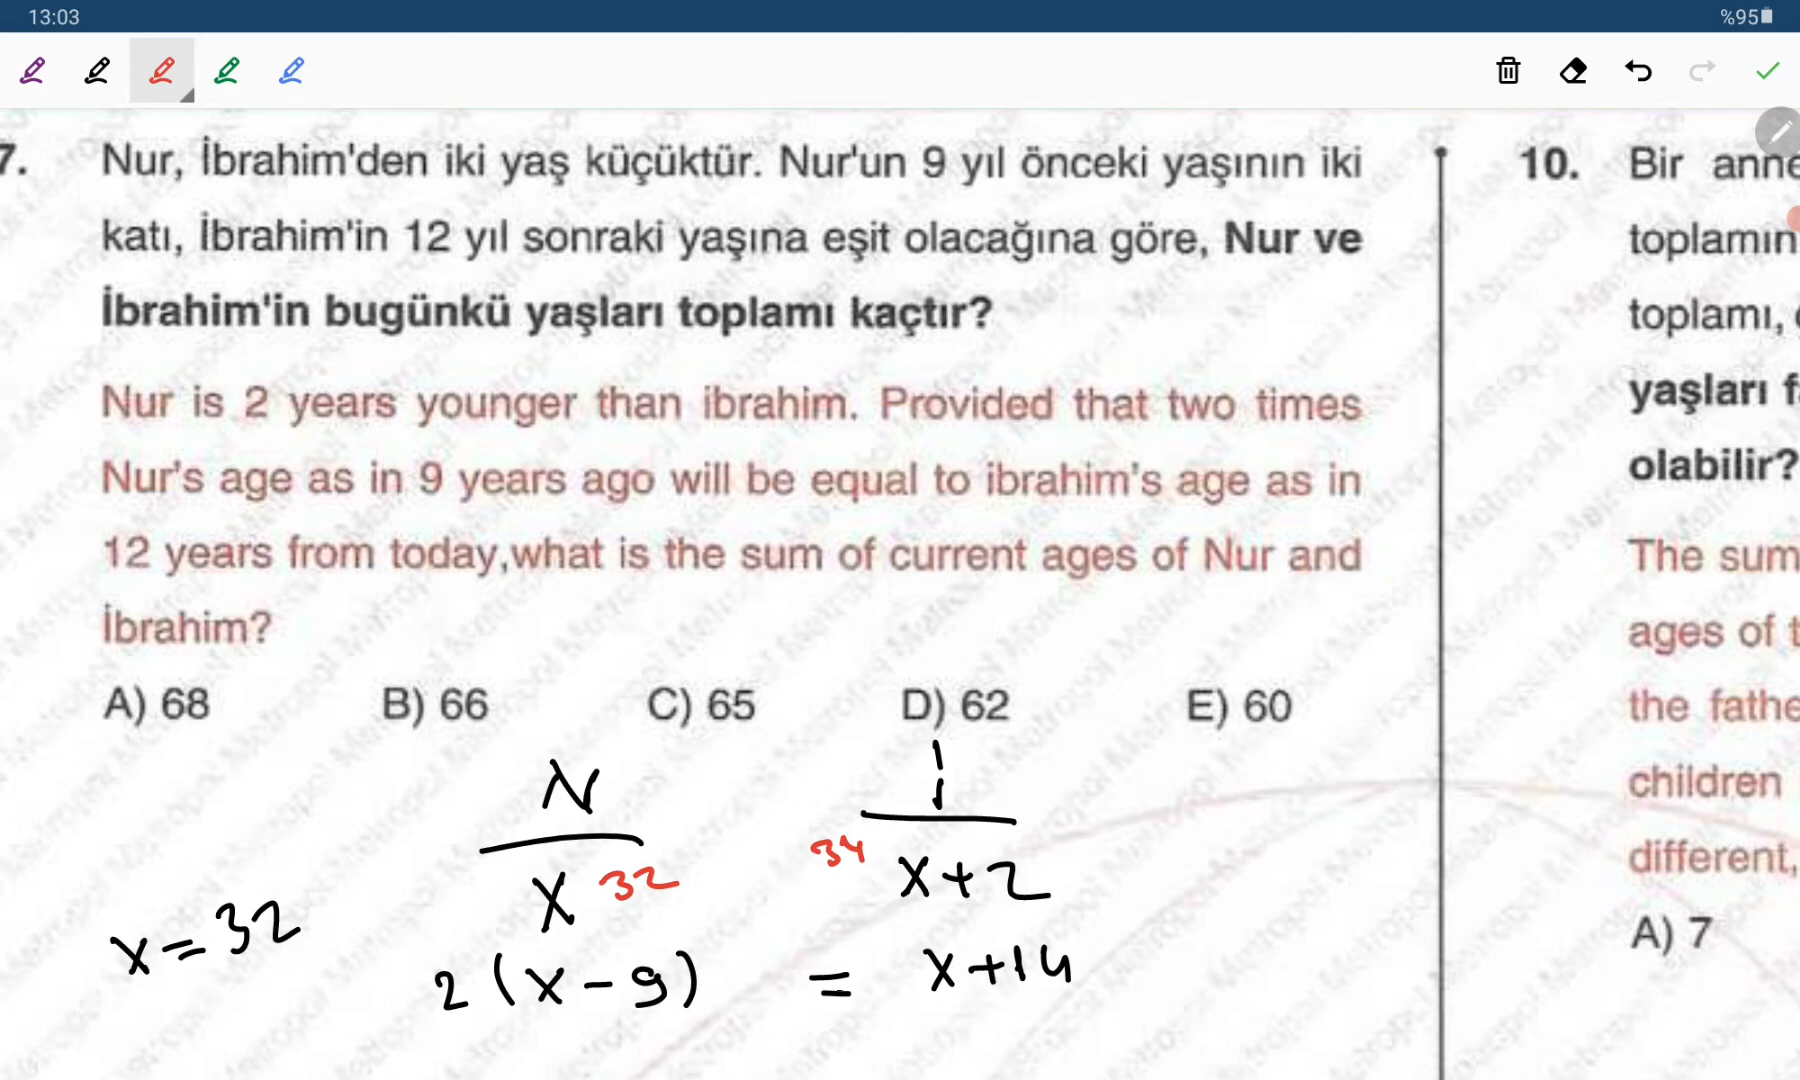 13:03
%95
7. Nur, İbrahim'den iki yaş küçüktür. Nur'un 9 yıl önceki yaşının iki
katı, İbrahim'in 12 yıl sonraki yaşına eşit olacağına göre, Nur ve
İbrahim'in bugünkü yaşları toplamı kaçtır?
Nur is 2 years younger than ibrahim. Provided that two times
Nur's age as in 9 years ago will be equal to ibrahim's age as in
12 years from today,what is the sum of current ages of Nur and
İbrahim?
A) 68 B) 66 C) 65 D) 62 E) 60
N
x 32
İ
34 x+2
x=32
2(x-9) = x+14
10. Bir anne
toplamın
toplamı,
yaşları
olabilir?
The sum
ages of
the fathe
children
different,
A) 7